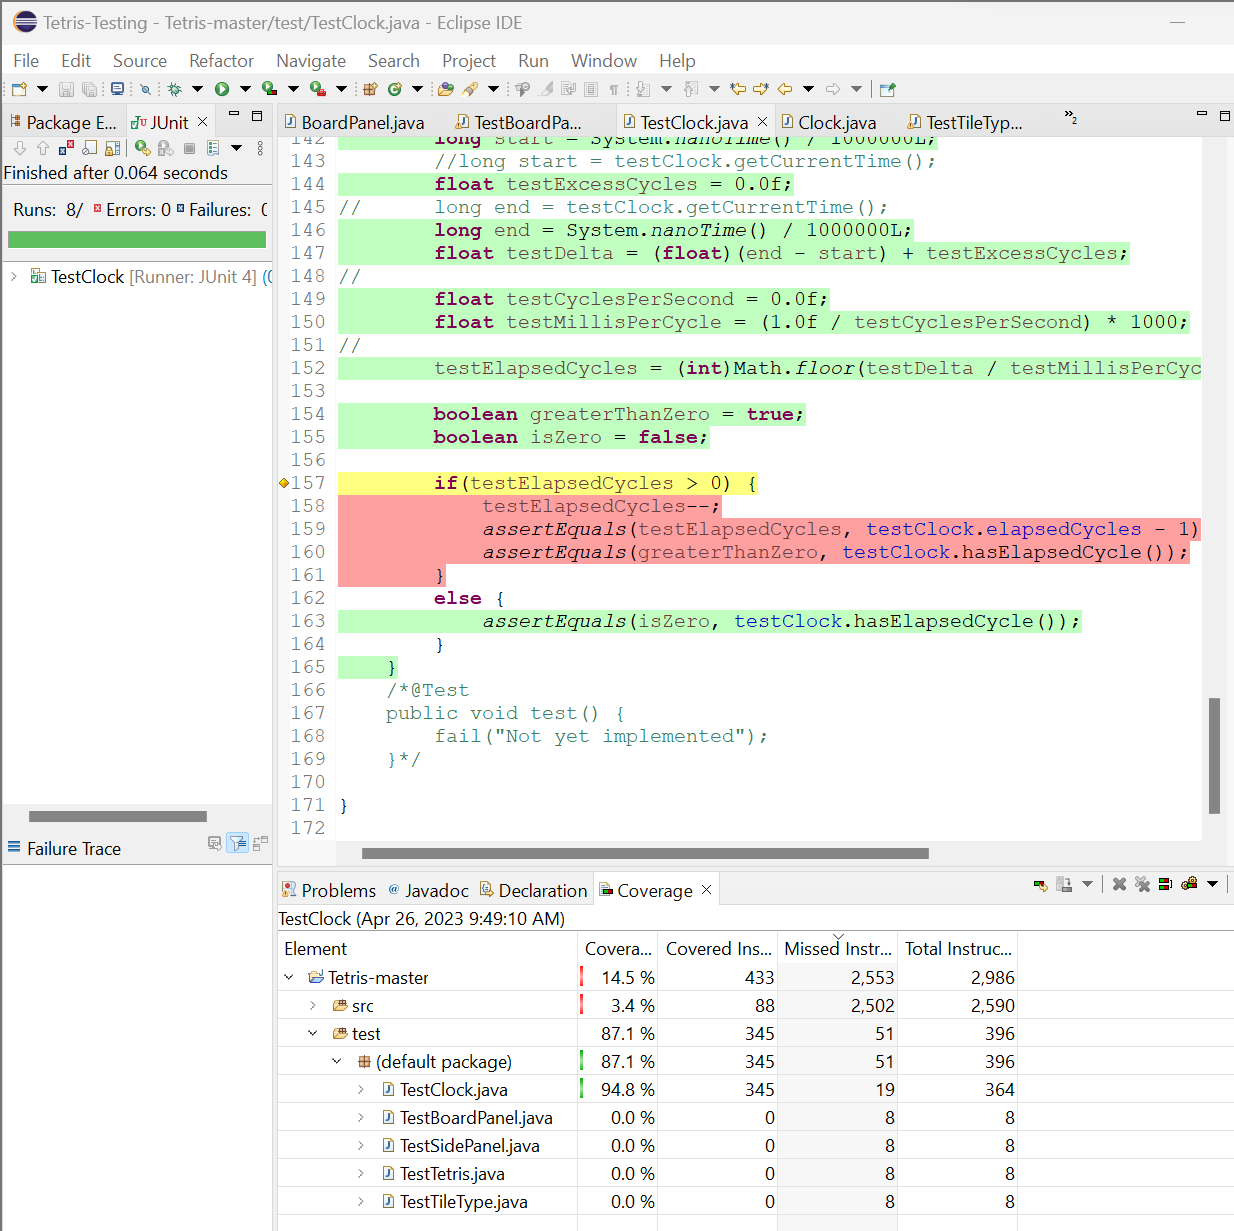 Tetris-Testing - Tetris-master/test/TestClock.java - Eclipse IDE
File Edit Source Refactor Navigate Search Project Run Window Help
Package E... JUnit BoardPanel.java TestBoardPa... TestClock.java Clock.java TestTileTyp... »2
Finished after 0.064 seconds
Runs: 8/ Errors: 0 Failures: 0
TestClock [Runner: JUnit 4] (0
142 long start = System.nanoTime() / 1000000L;
143 //long start = testClock.getCurrentTime();
144 float testExcessCycles = 0.0f;
145 // long end = testClock.getCurrentTime();
146 long end = System.nanoTime() / 1000000L;
147 float testDelta = (float)(end - start) + testExcessCycles;
148 //
149 float testCyclesPerSecond = 0.0f;
150 float testMillisPerCycle = (1.0f / testCyclesPerSecond) * 1000;
151 //
152 testElapsedCycles = (int)Math.floor(testDelta / testMillisPerCyc
153
154 boolean greaterThanZero = true;
155 boolean isZero = false;
156
157 if(testElapsedCycles > 0) {
158 testElapsedCycles--;
159 assertEquals(testElapsedCycles, testClock.elapsedCycles - 1)
160 assertEquals(greaterThanZero, testClock.hasElapsedCycle());
161 }
162 else {
163 assertEquals(isZero, testClock.hasElapsedCycle());
164 }
165 }
166 /*@Test
167 public void test() {
168 fail("Not yet implemented");
169 }*/
170
171 }
172
Failure Trace
Problems @ Javadoc Declaration Coverage
TestClock (Apr 26, 2023 9:49:10 AM)
Element Covera... Covered Ins... Missed Instr... Total Instruc...
Tetris-master 14.5 % 433 2,553 2,986
src 3.4 % 88 2,502 2,590
test 87.1 % 345 51 396
(default package) 87.1 % 345 51 396
TestClock.java 94.8 % 345 19 364
TestBoardPanel.java 0.0 % 0 8 8
TestSidePanel.java 0.0 % 0 8 8
TestTetris.java 0.0 % 0 8 8
TestTileType.java 0.0 % 0 8 8